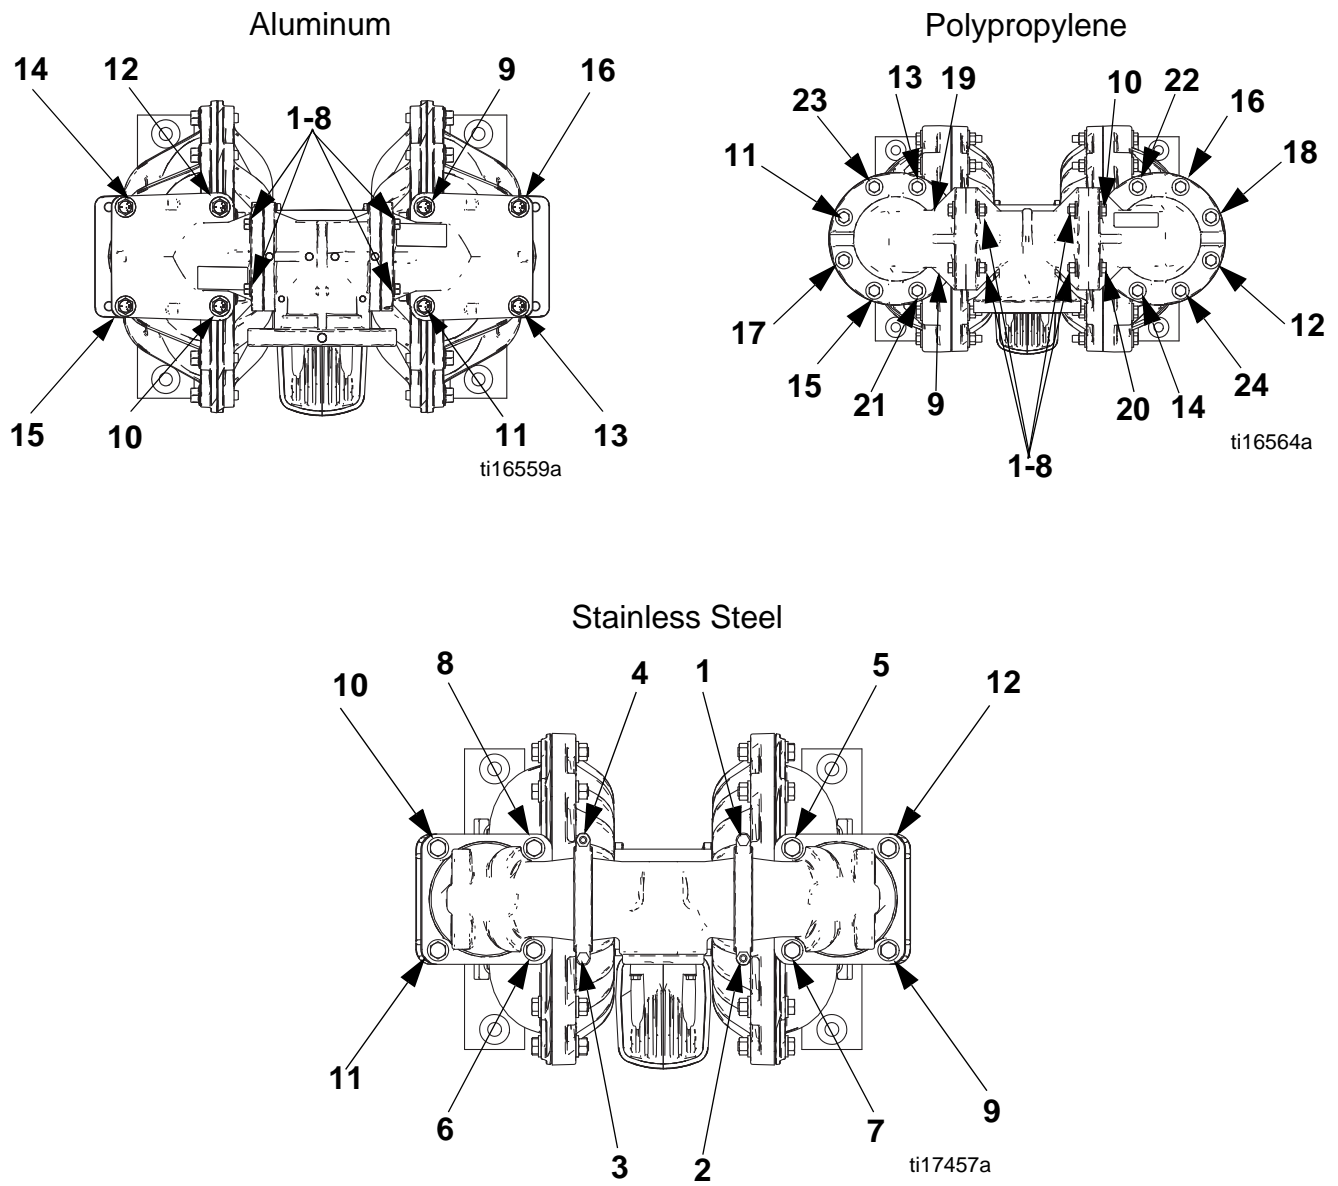 Aluminum
14 12 9 16
1-8
15 10 11 13
ti16559a
Polypropylene
13 19 10 22
23 16
11 18
17 12
15 21 9 20 14 24
1-8
ti16564a
Stainless Steel
10 8 4 1 5 12
11 6 3 2 7 9
ti17457a